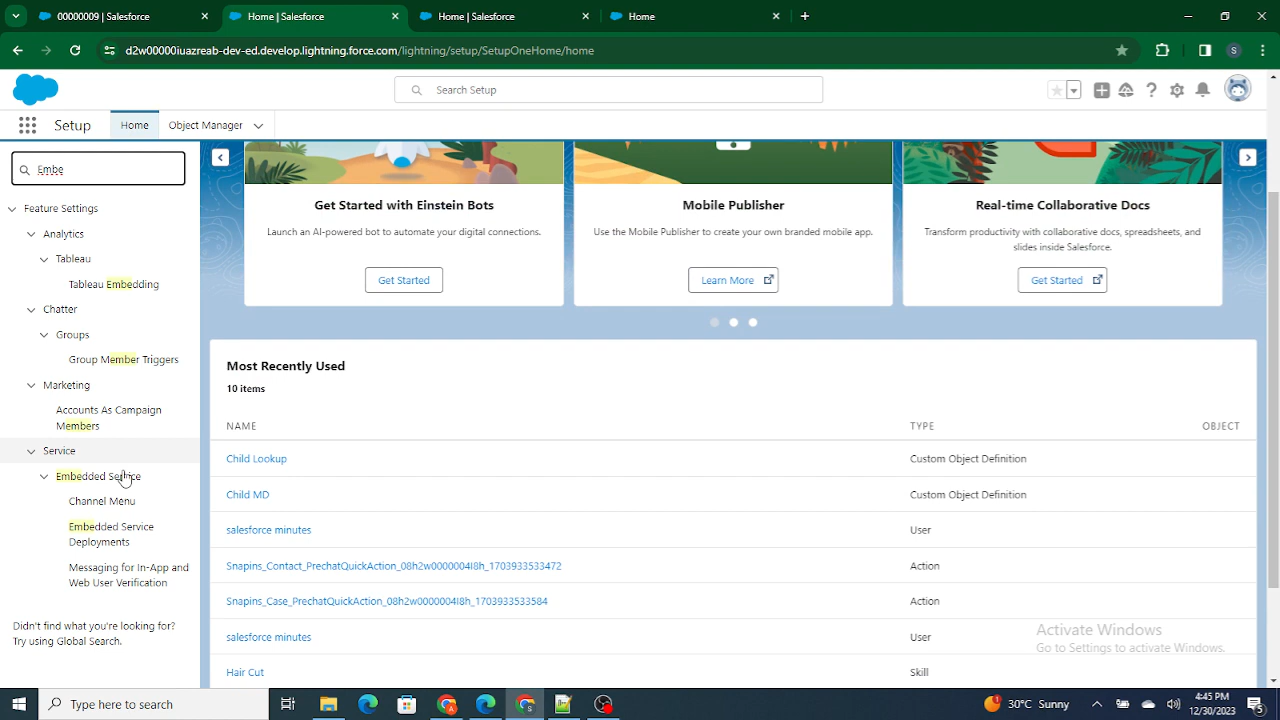 00000000 | Salesforce
Home | Salesforce
Home | Salesforce
Home
d2w00000iuazreab-dev-ed.develop.lightning.force.com/lightning/setup/SetupOneHome/home
S
Search Setup
Setup
Home
Object Manager
Embe
Feature Settings
Analytics
Tableau
Tableau Embedding
Chatter
Groups
Group Member Triggers
Marketing
Accounts As Campaign
Members
Service
Embedded Service
Channel Menu
Embedded Service
Deployments
Messaging for In-App and
Web User Verification
Didn't find what you're looking for?
Try using Global Search.
Get Started with Einstein Bots
Launch an AI-powered bot to automate your digital connections.
Get Started
Mobile Publisher
Use the Mobile Publisher to create your own branded mobile app.
Learn More
Real-time Collaborative Docs
Transform productivity with collaborative docs, spreadsheets, and
slides inside Salesforce.
Get Started
Most Recently Used
10 items
NAME TYPE OBJECT
Child Lookup Custom Object Definition
Child MD Custom Object Definition
salesforce minutes User
Snapins_Contact_PrechatQuickAction_08h2w0000004I8h_1703933533472 Action
Snapins_Case_PrechatQuickAction_08h2w0000004I8h_1703933533584 Action
salesforce minutes User
Hair Cut Skill
Activate Windows
Go to Settings to activate Windows.
Type here to search
30°C Sunny
4:45 PM
12/30/2023